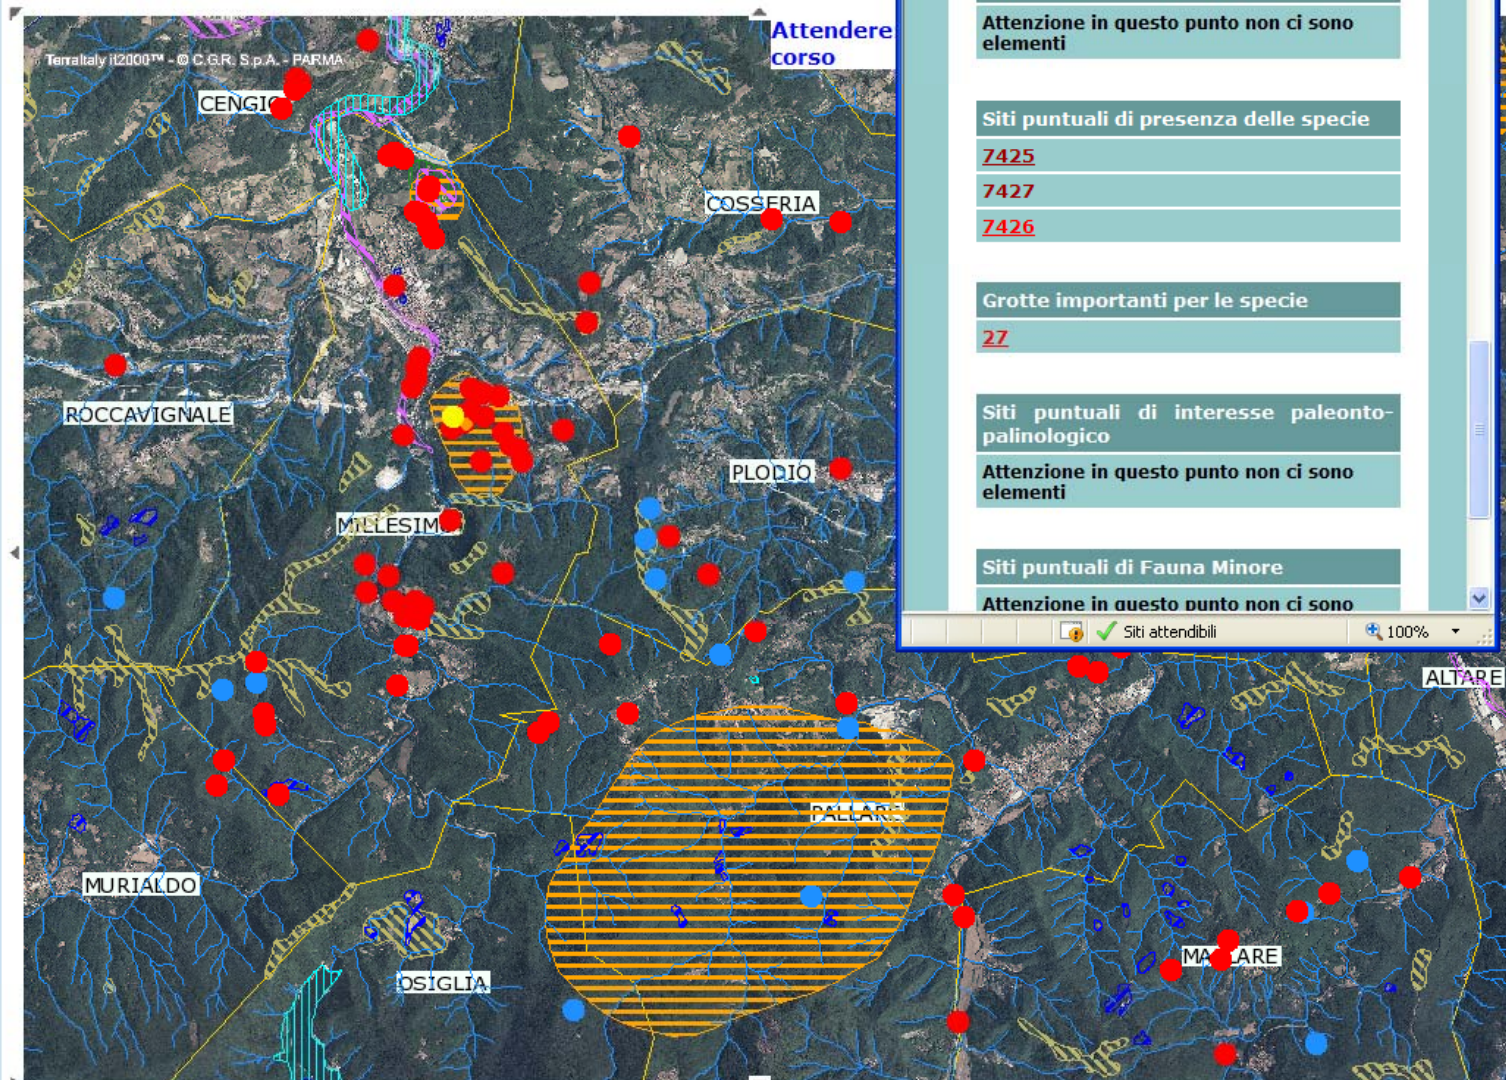 Attendere
corso
TerraItaly it2000™ - © C.G.R. S.p.A. - PARMA
CENGIO
COSSERIA
ROCCAVIGNALE
PLODIO
MILLESIMO
ALTARE
PALLARE
MURIALDO
OSIGLIA
MALLARE
Attenzione in questo punto non ci sono
elementi
Siti puntuali di presenza delle specie
7425
7427
7426
Grotte importanti per le specie
27
Siti puntuali di interesse paleonto-
palinologico
Attenzione in questo punto non ci sono
elementi
Siti puntuali di Fauna Minore
Attenzione in questo punto non ci sono
Siti attendibili
100%